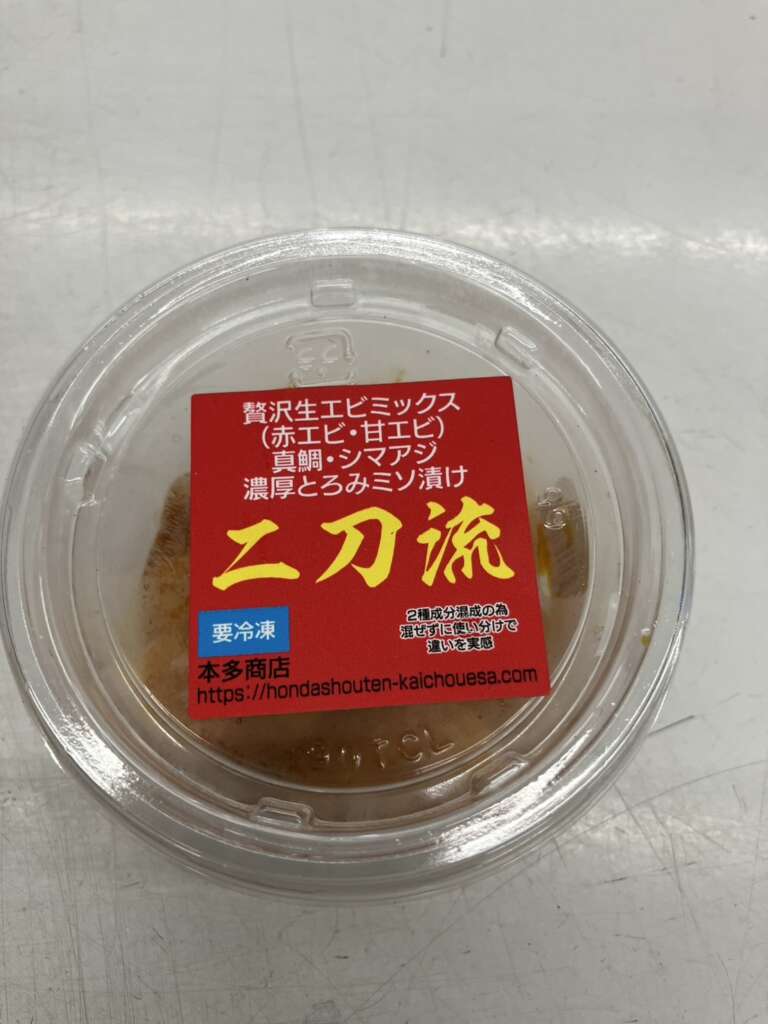 贅沢生エビミックス
(赤エビ・甘エビ)
真鯛・シマアジ
濃厚とろみミソ漬け
二刀流
要冷凍
2種成分混成の為
混ぜずに使い分けで
違いを実感
本多商店
https://hondashouten-kaichouesa.com